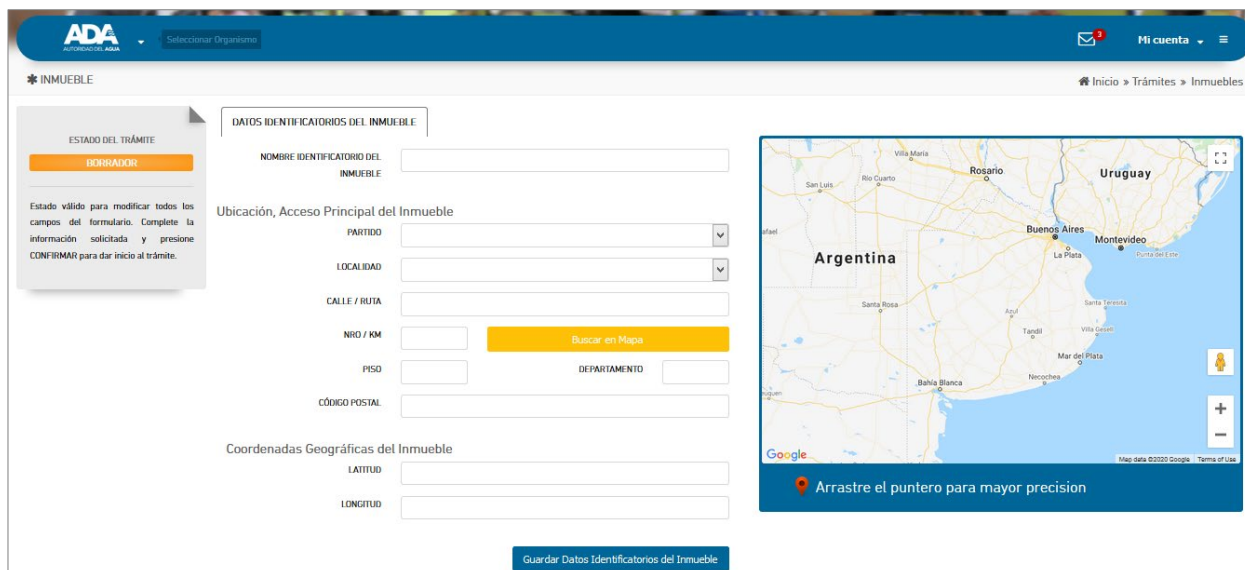 ADA
AUTORIDAD DEL AGUA
Seleccionar Organismo
3
Mi cuenta
INMUEBLE
Inicio » Trámites » Inmuebles
ESTADO DEL TRÁMITE
BORRADOR
Estado válido para modificar todos los
campos del formulario. Complete la
información solicitada y presione
CONFIRMAR para dar inicio al trámite.
DATOS IDENTIFICATORIOS DEL INMUEBLE
NOMBRE IDENTIFICATORIO DEL
INMUEBLE
Ubicación, Acceso Principal del Inmueble
PARTIDO
LOCALIDAD
CALLE / RUTA
NRO / KM
Buscar en Mapa
PISO
DEPARTAMENTO
CÓDIGO POSTAL
Coordenadas Geográficas del Inmueble
LATITUD
LONGITUD
Guardar Datos Identificatorios del Inmueble
Villa María
Rosario
Uruguay
San Luis
Río Cuarto
afael
Buenos Aires
Montevideo
La Plata
Punta del Este
Argentina
Santa Rosa
Azul
Santa Teresita
Tandil
Villa Gesell
Mar del Plata
Necochea
Bahía Blanca
uquen
+
−
Google
Map data ©2020 Google
Terms of Use
Arrastre el puntero para mayor precision